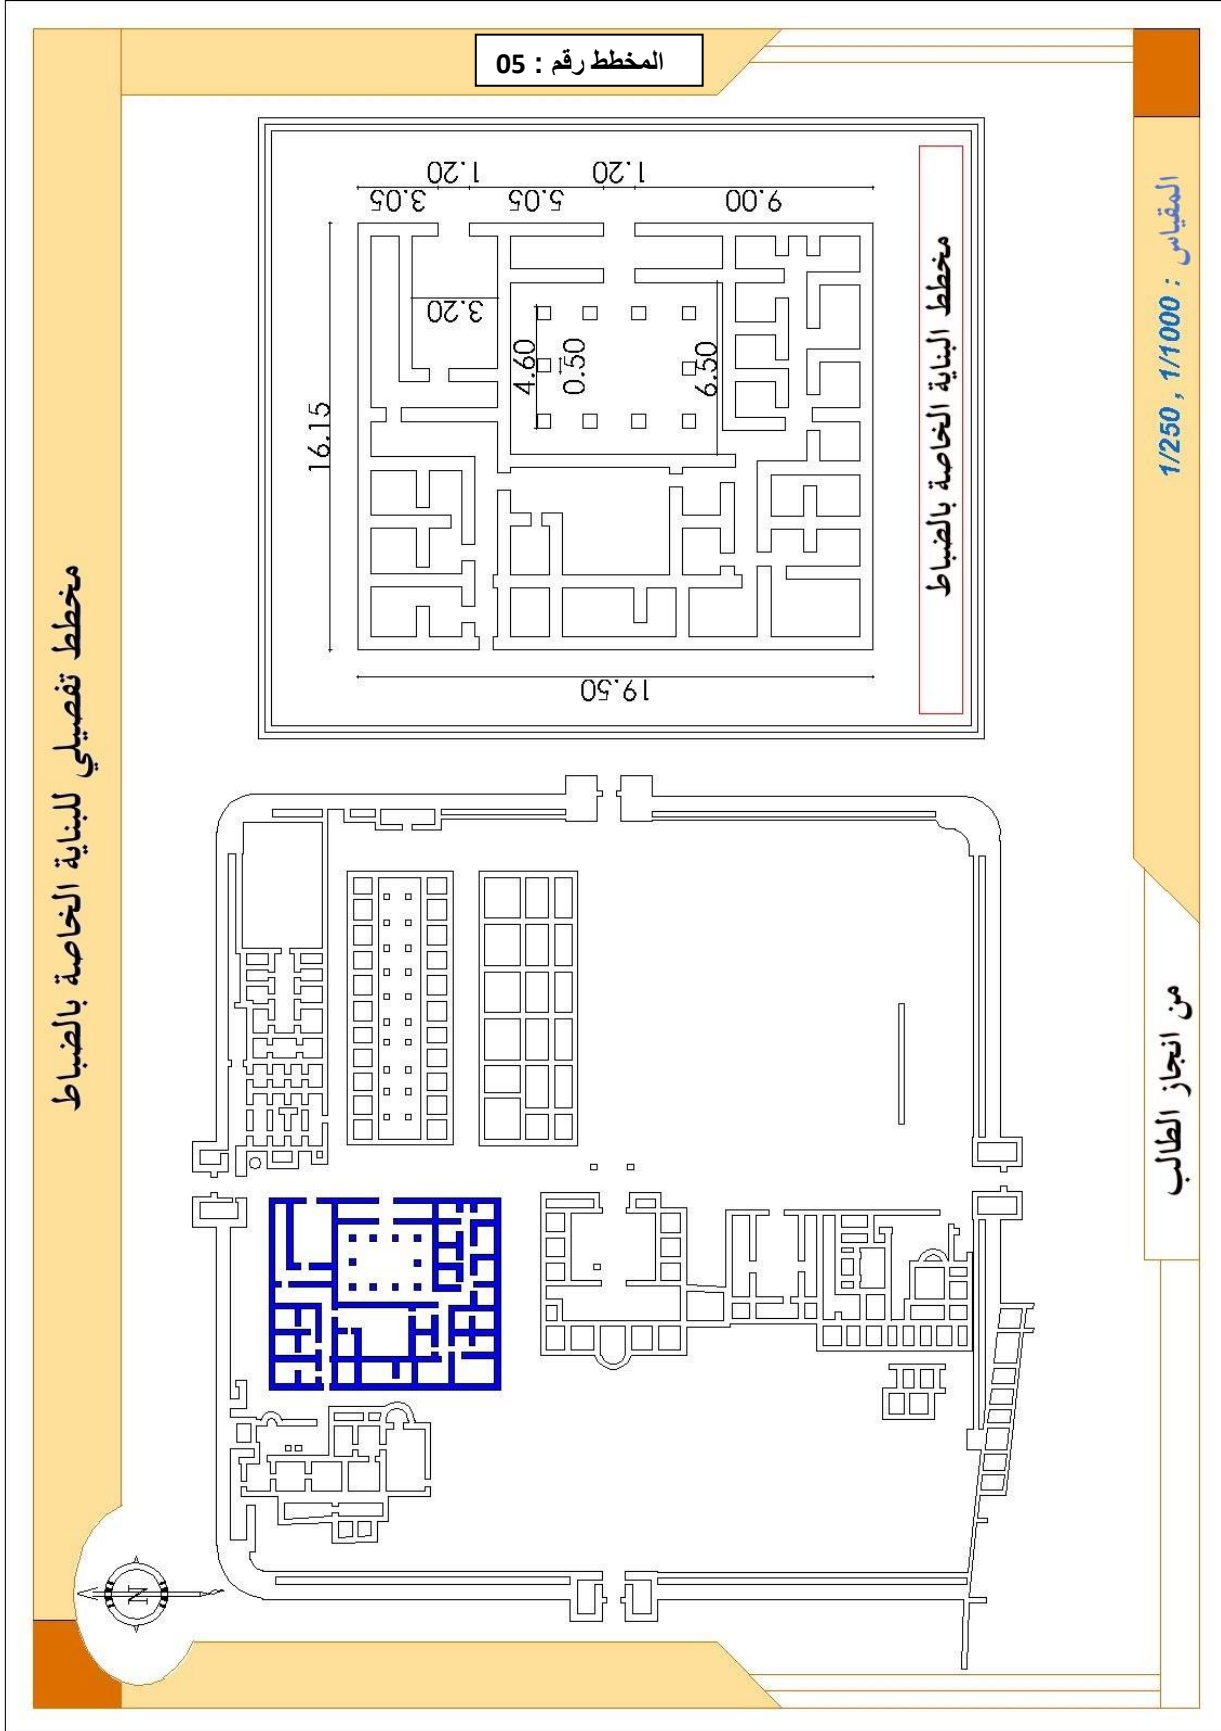 المخطط رقم : 05
مخطط تفصيلي للبناية الخاصة بالضباط
المقياس : 1/1000 , 1/250
من انجاز الطالب
مخطط البناية الخاصة بالضباط
1.20
1.20
3.05
5.05
9.00
3.20
4.60
0.50
6.50
16.15
19.50
N